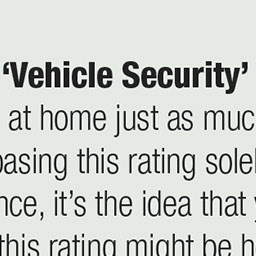 ‘Vehicle Security’
at home just as muc
basing this rating sole
nce, it’s the idea that y
this rating might be h